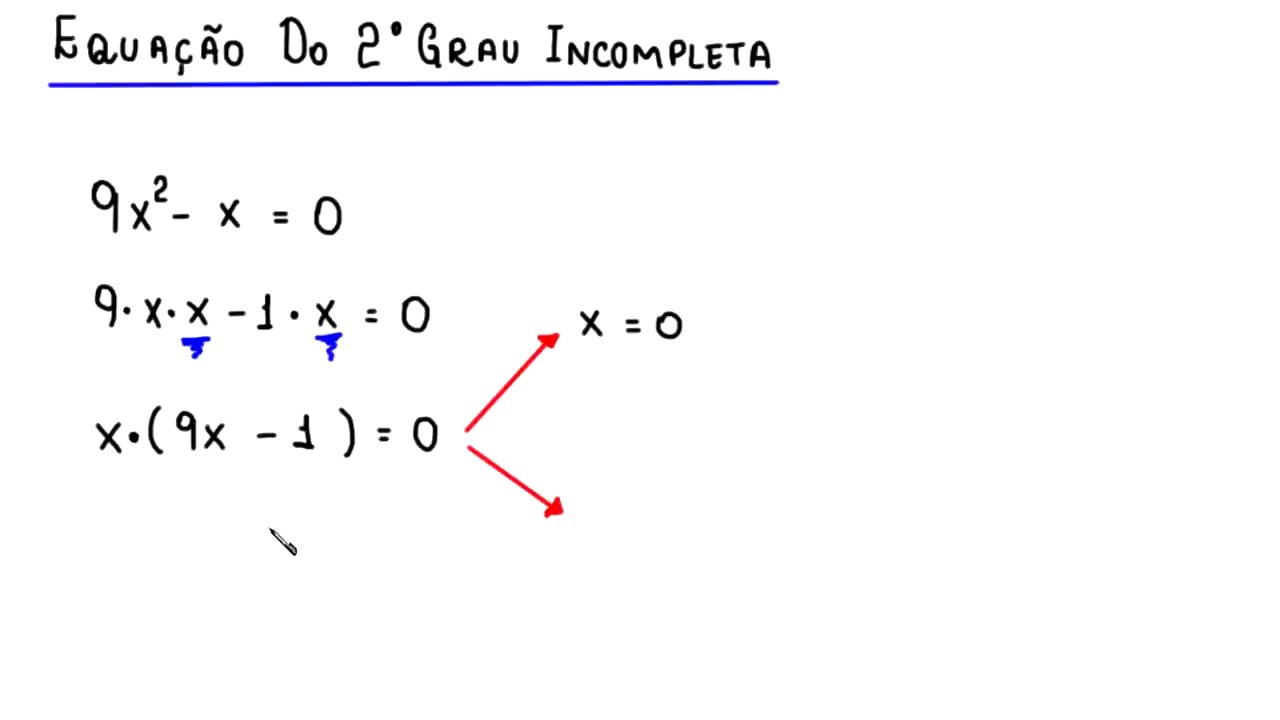 EQUAÇÃO DO 2° GRAU INCOMPLETA
9x² - x = 0
9·x·x - 1·x = 0
x = 0
x·(9x - 1) = 0